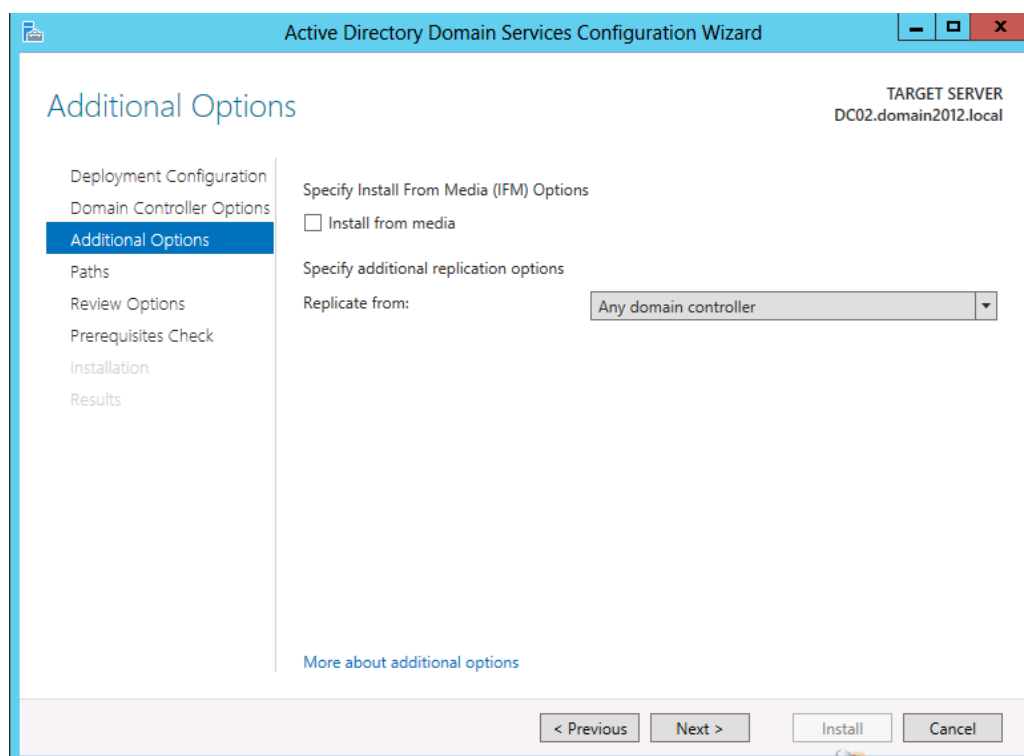 Active Directory Domain Services Configuration Wizard
Additional Options
TARGET SERVER
DC02.domain2012.local
Deployment Configuration
Domain Controller Options
Additional Options
Paths
Review Options
Prerequisites Check
Installation
Results
Specify Install From Media (IFM) Options
Install from media
Specify additional replication options
Replicate from:
Any domain controller
More about additional options
< Previous
Next >
Install
Cancel